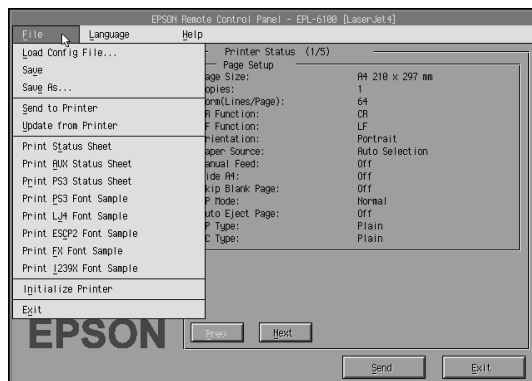 EPSON Remote Control Panel - EPL-6100 [LaserJet4]
File Language Help
Load Config File...
Save
Save As...
Send to Printer
Update from Printer
Print Status Sheet
Print AUX Status Sheet
Print PS3 Status Sheet
Print PS3 Font Sample
Print LJ4 Font Sample
Print ESCP2 Font Sample
Print FX Font Sample
Print I239X Font Sample
Initialize Printer
Exit
Printer Status (1/5)
Page Setup
age Size: A4 210 x 297 mm
opies: 1
orm(Lines/Page): 64
R Function: CR
F Function: LF
rientation: Portrait
aper Source: Auto Selection
anual Feed: Off
ide A4: Off
kip Blank Page: Off
P Mode: Normal
uto Eject Page: Off
P Type: Plain
C Type: Plain
EPSON
Prev Next
Send Exit